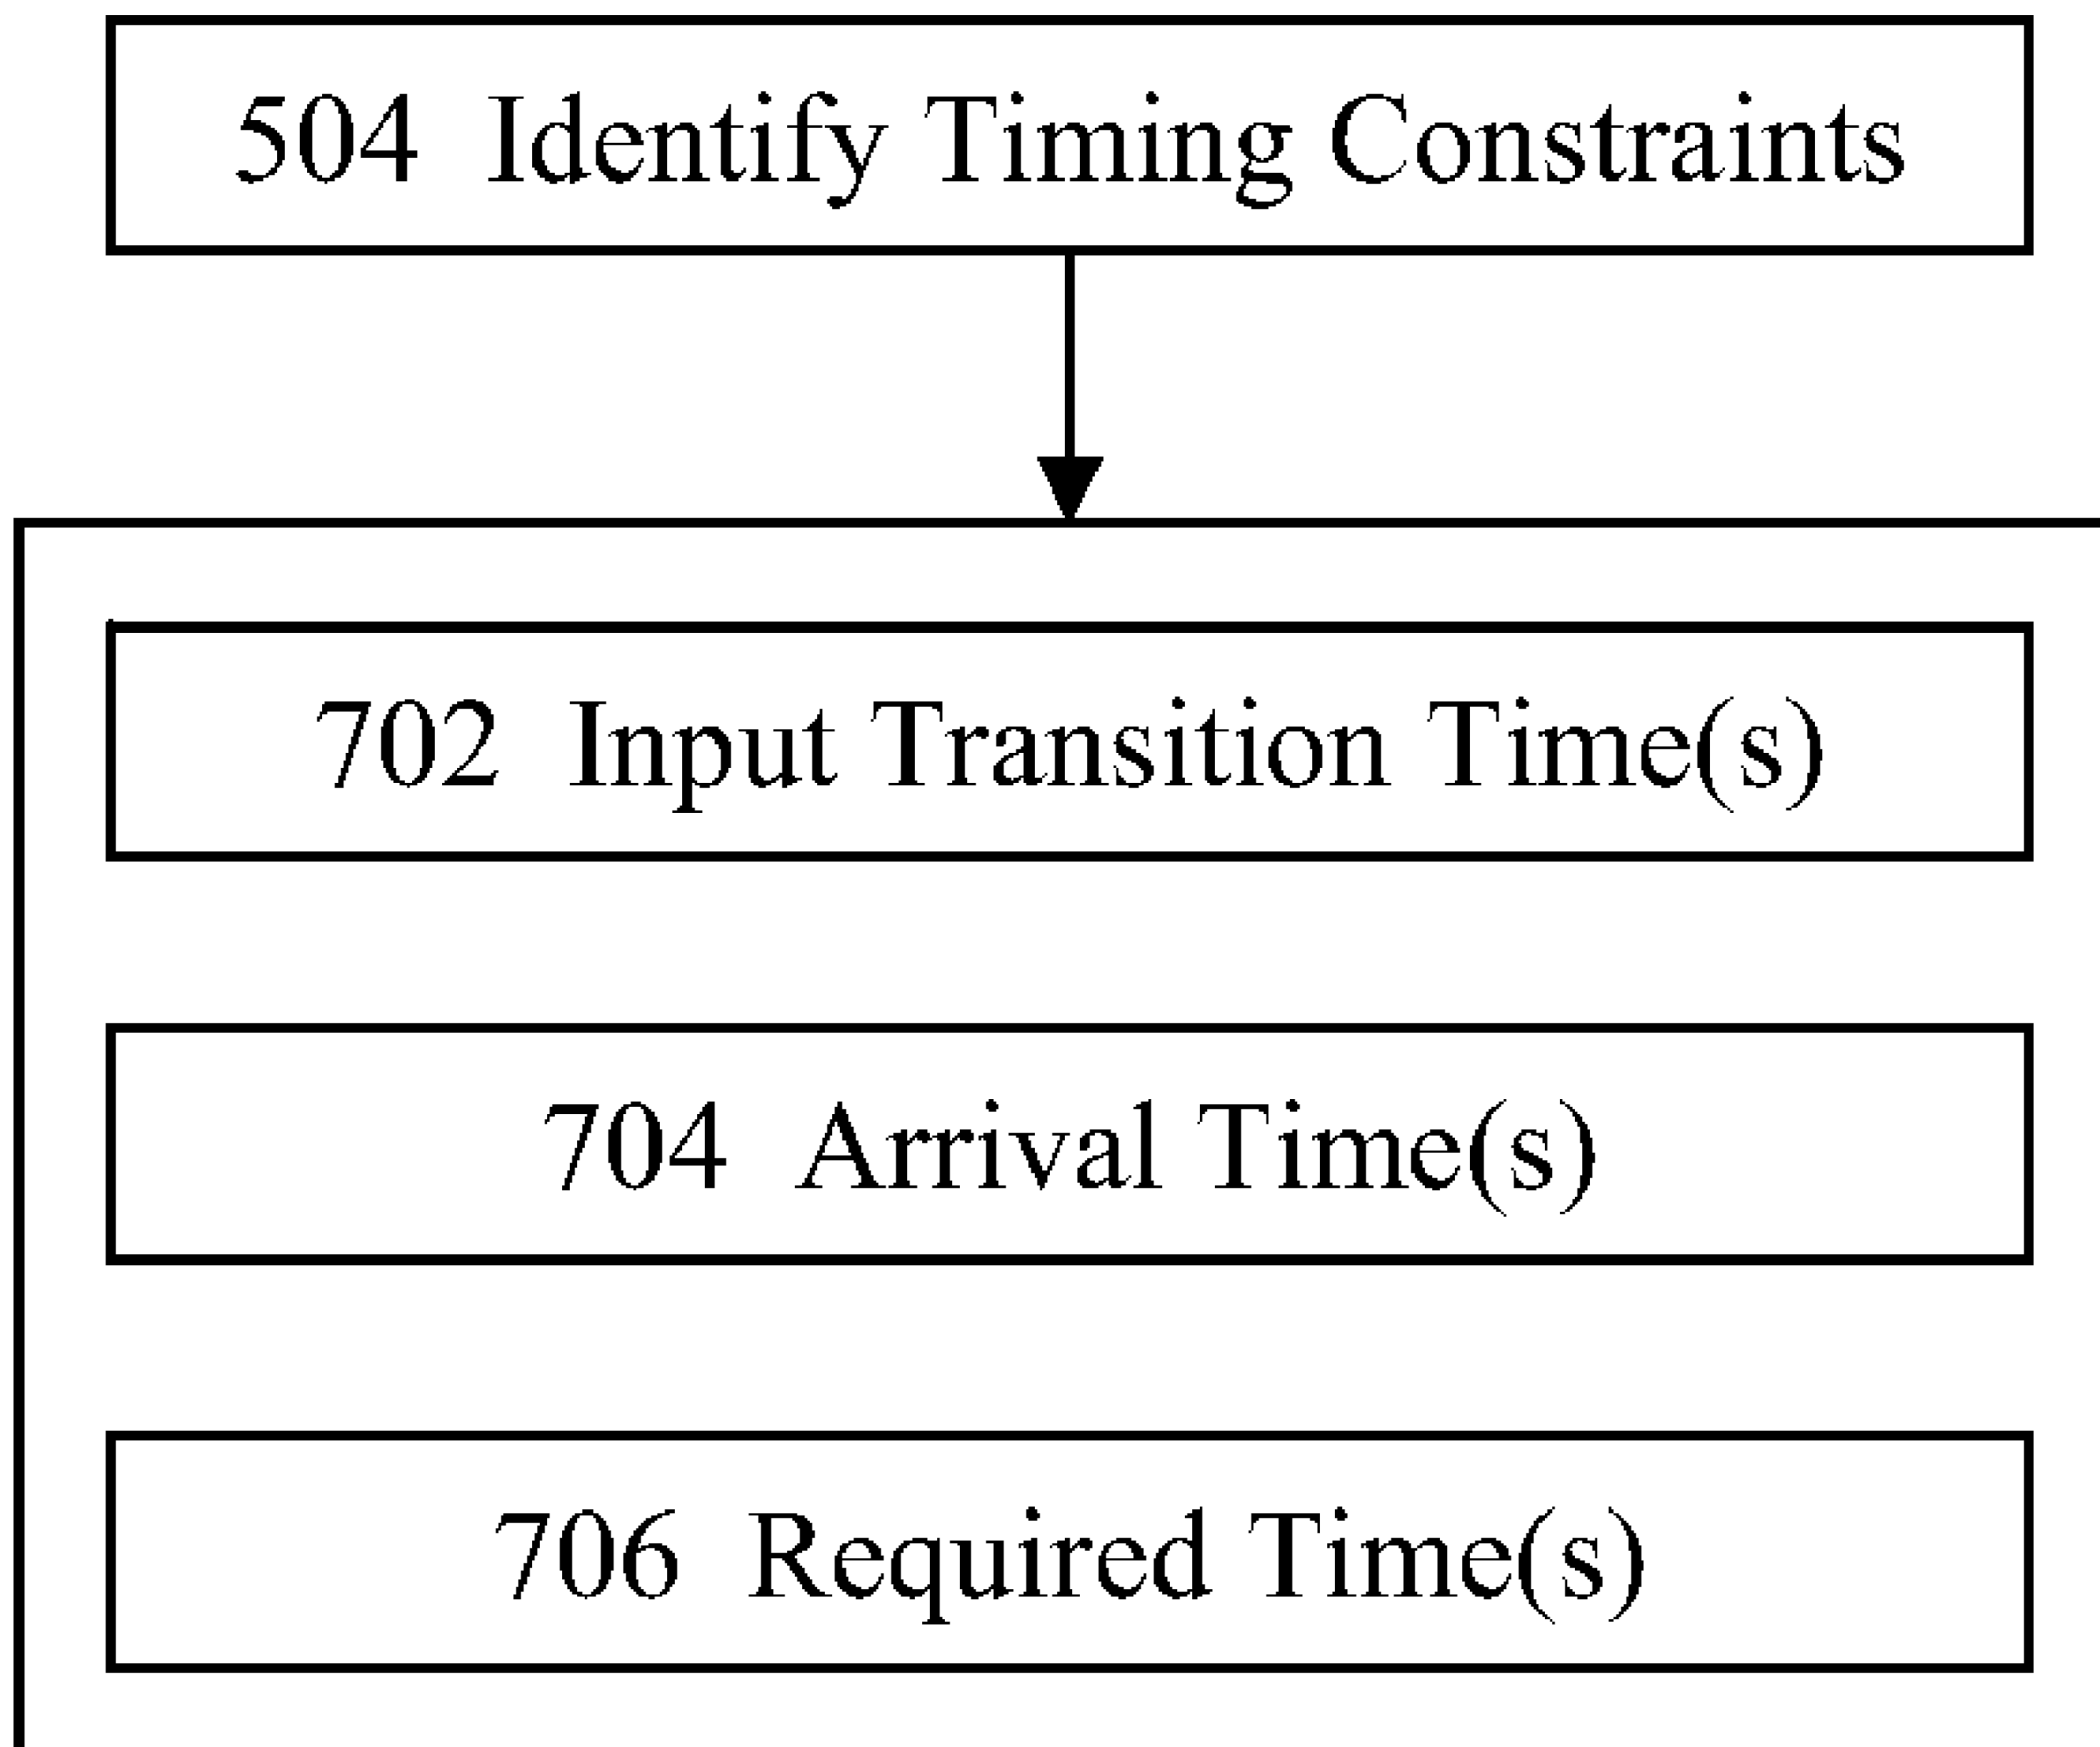 504 Identify Timing Constraints
702 Input Transition Time(s)
704 Arrival Time(s)
706 Required Time(s)